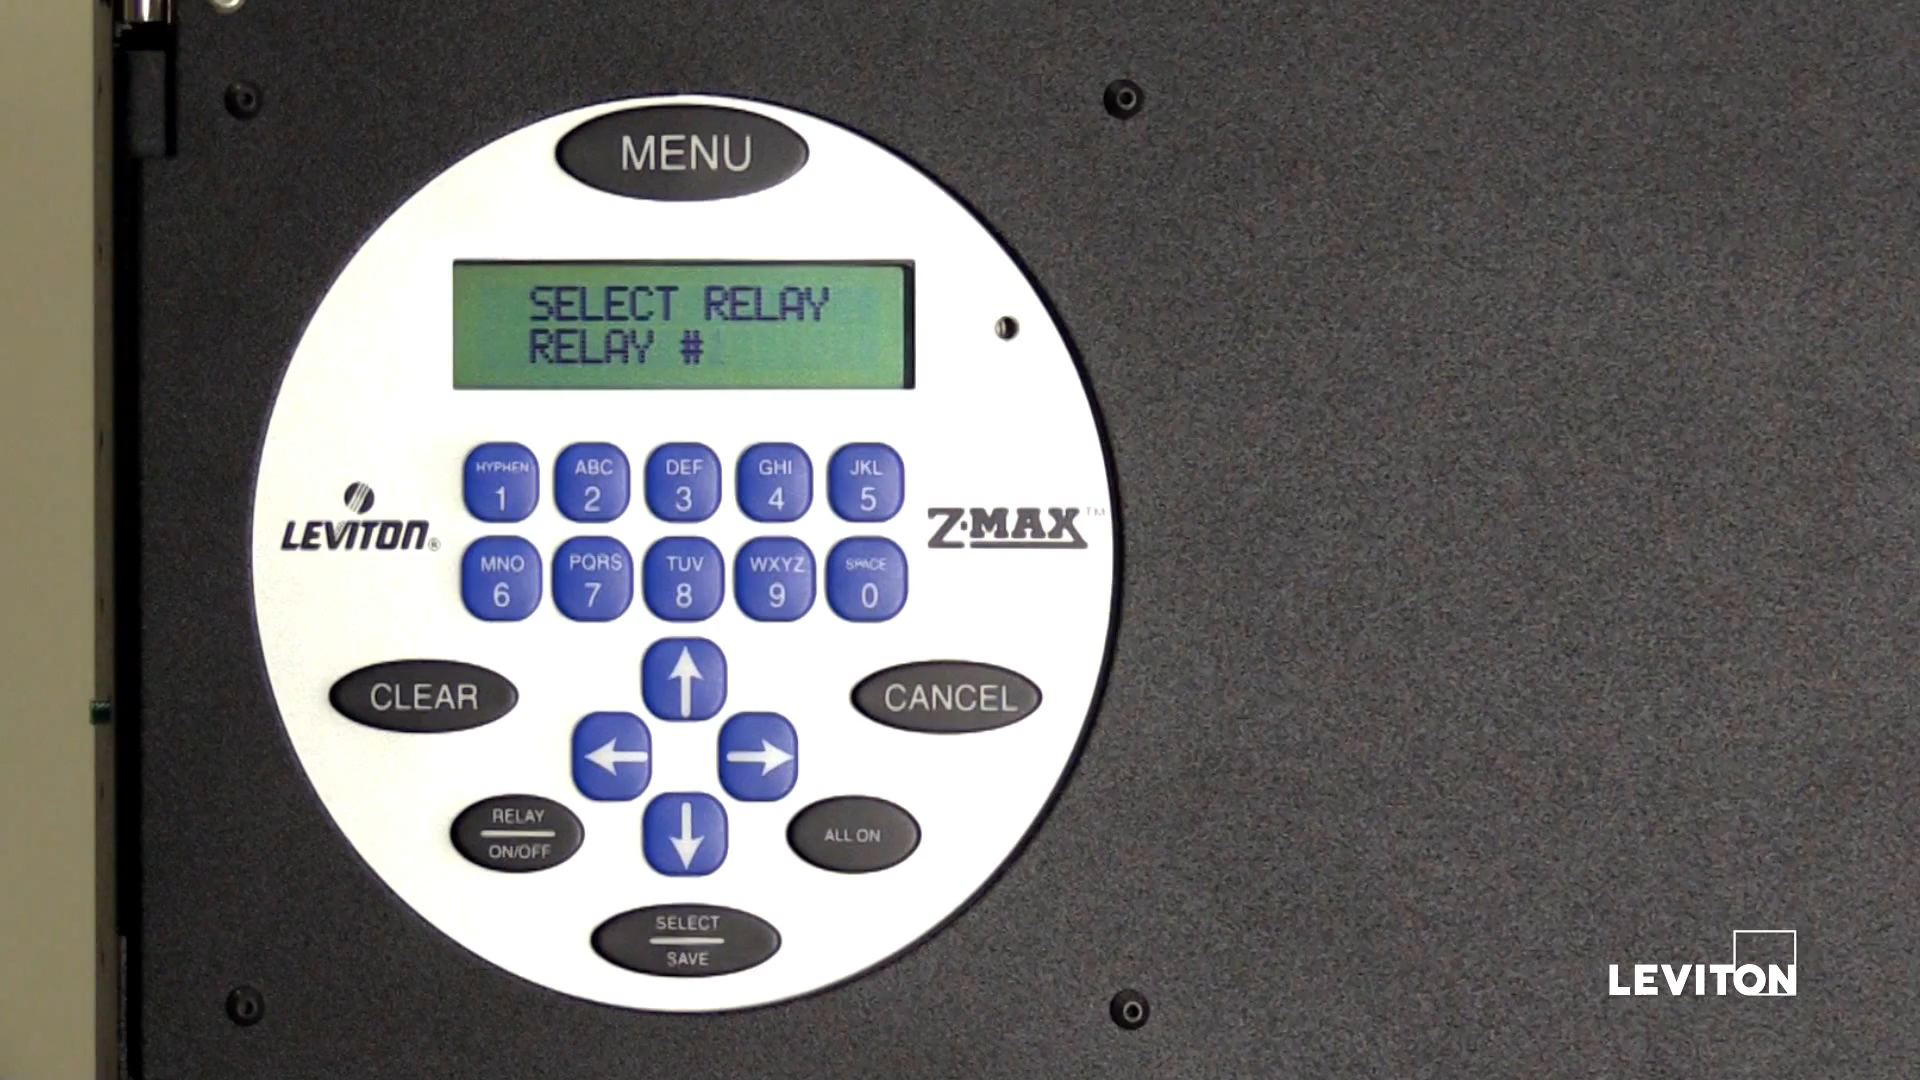 MENU
SELECT RELAY
RELAY #
HYPHEN ABC DEF GHI JKL
1 2 3 4 5
LEVITON®
Z·MAX™
MNO PQRS TUV WXYZ SPACE
6 7 8 9 0
CLEAR
CANCEL
RELAY
ON/OFF
ALL ON
SELECT
SAVE
LEVITON